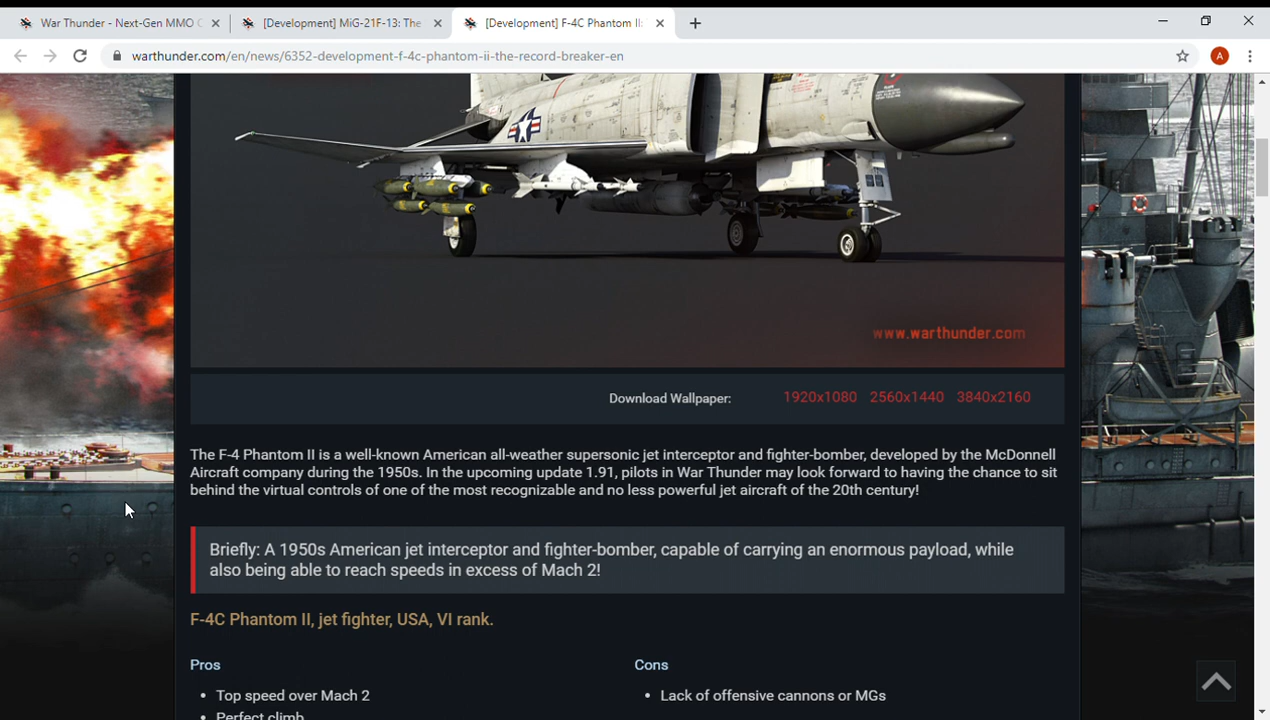 War Thunder - Next-Gen MMO C
[Development] MiG-21F-13: The
[Development] F-4C Phantom II:
warthunder.com/en/news/6352-development-f-4c-phantom-ii-the-record-breaker-en
A
www.warthunder.com
Download Wallpaper: 1920x1080 2560x1440 3840x2160
The F-4 Phantom II is a well-known American all-weather supersonic jet interceptor and fighter-bomber, developed by the McDonnell
Aircraft company during the 1950s. In the upcoming update 1.91, pilots in War Thunder may look forward to having the chance to sit
behind the virtual controls of one of the most recognizable and no less powerful jet aircraft of the 20th century!
Briefly: A 1950s American jet interceptor and fighter-bomber, capable of carrying an enormous payload, while
also being able to reach speeds in excess of Mach 2!
F-4C Phantom II, jet fighter, USA, VI rank.
Pros
Cons
• Top speed over Mach 2
• Lack of offensive cannons or MGs
• Perfect climb